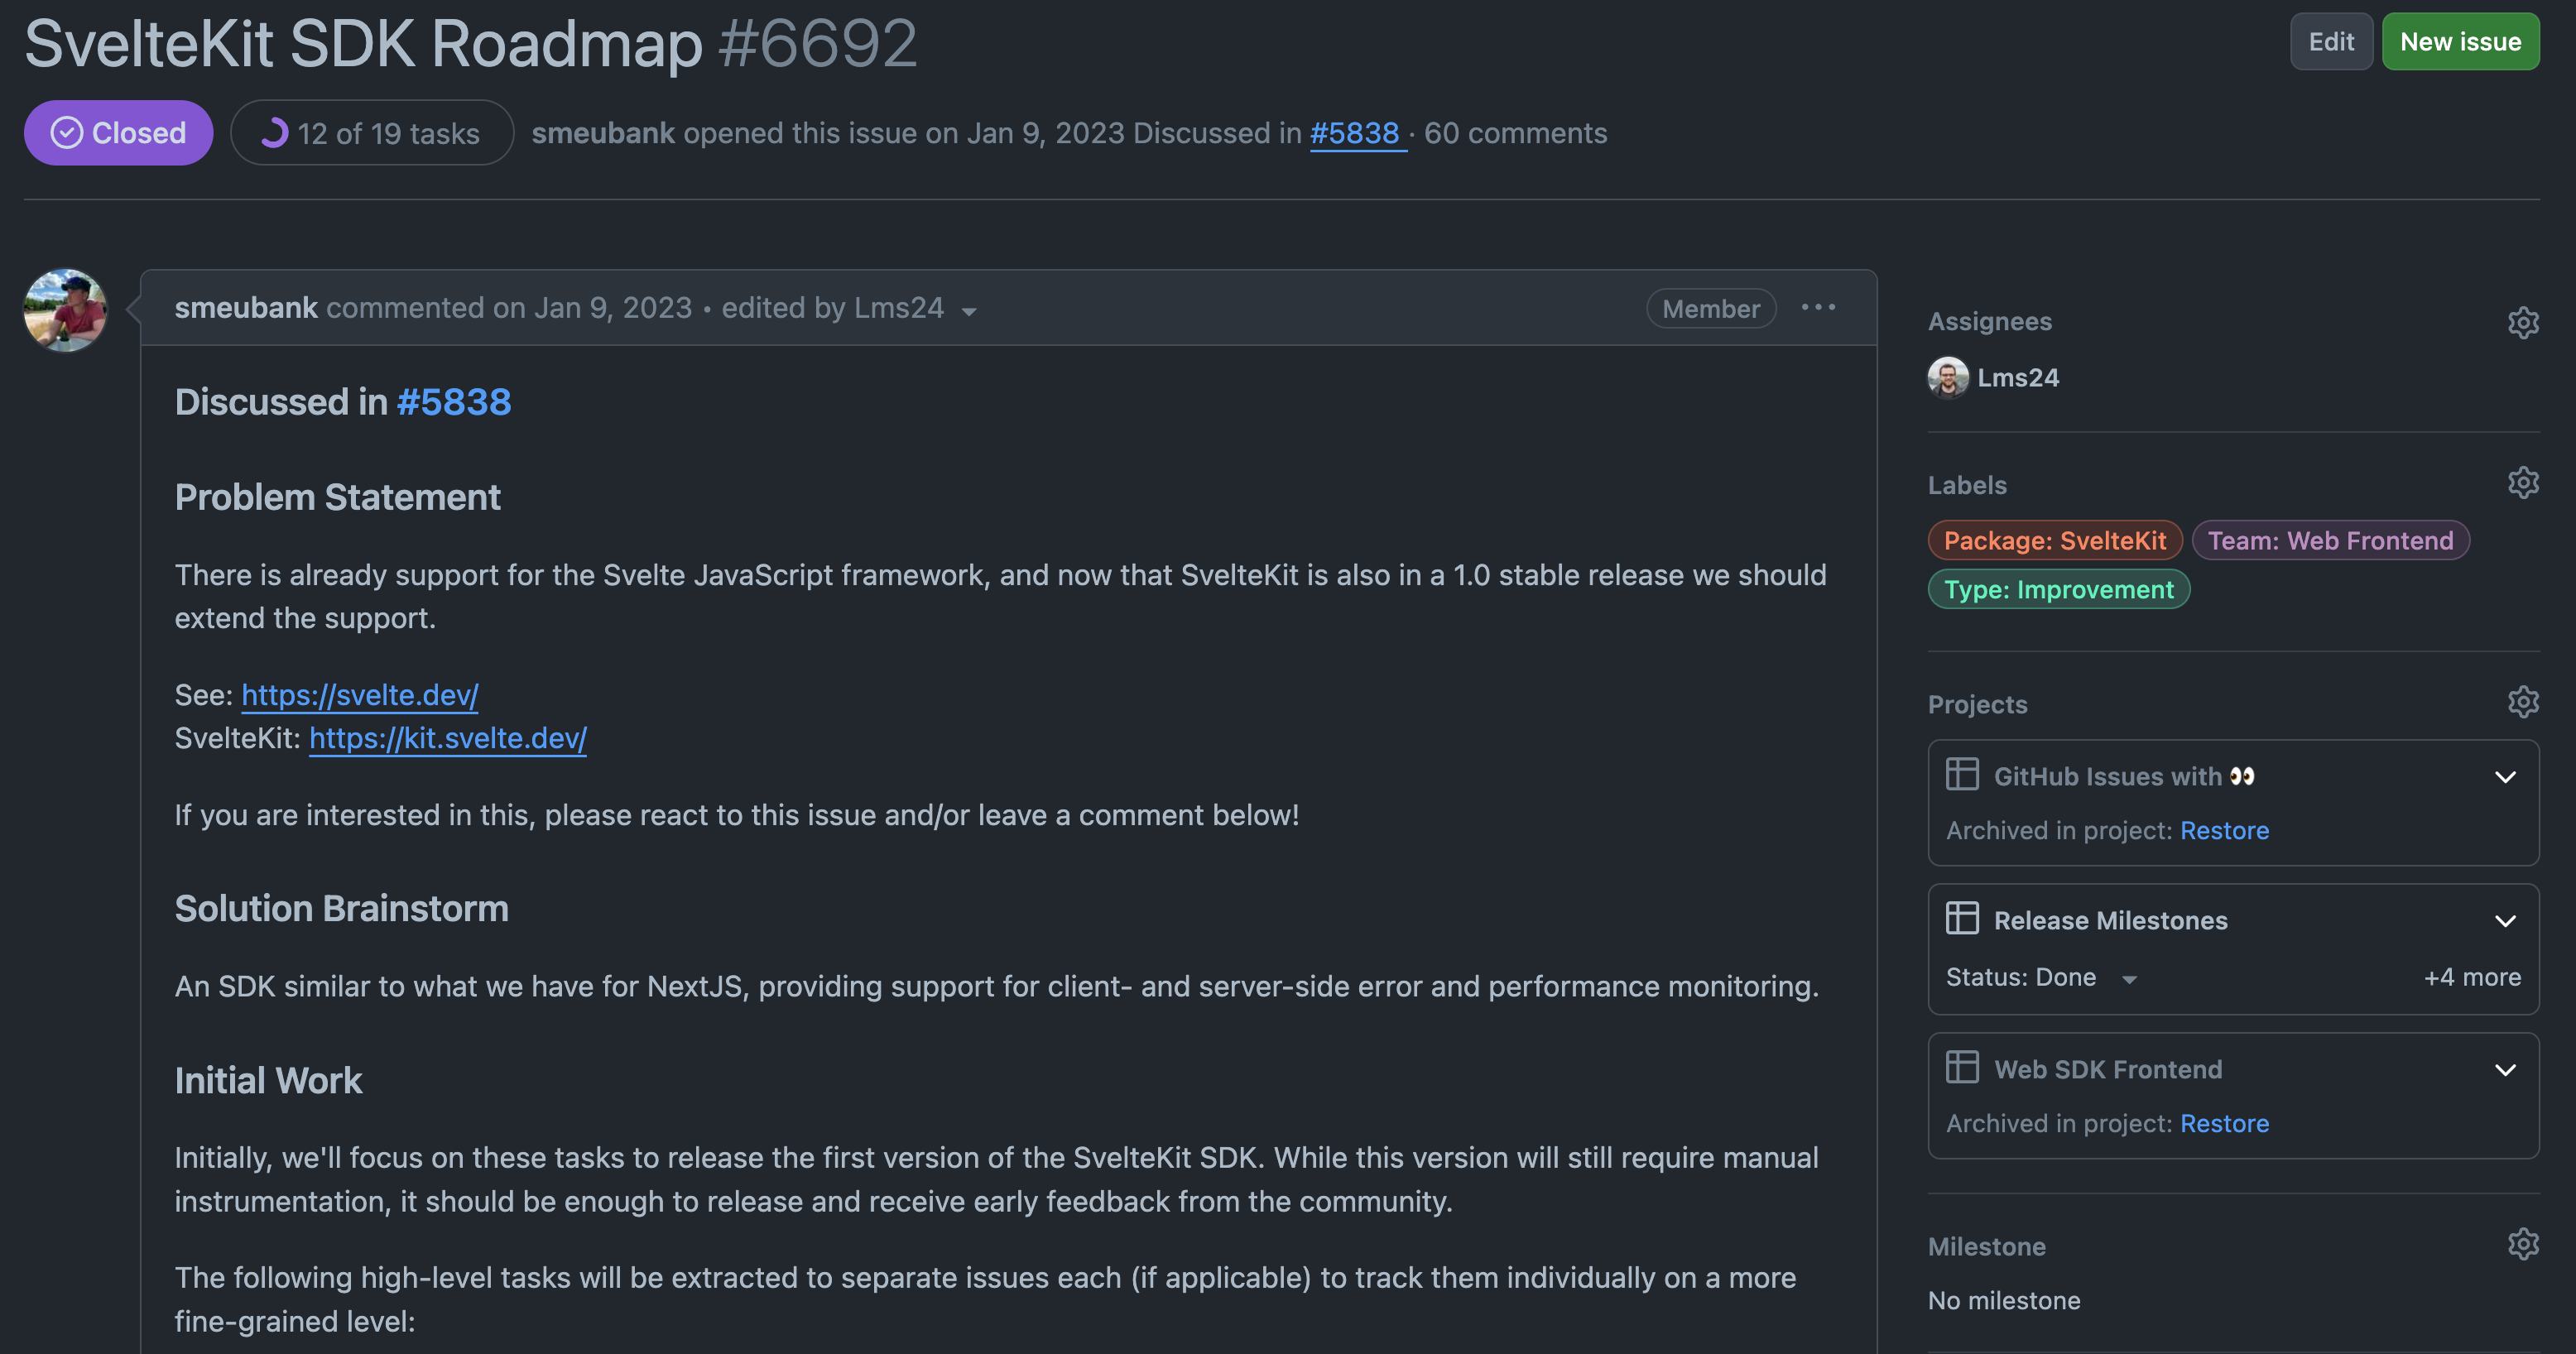 SvelteKit SDK Roadmap #6692
Edit
New issue
Closed
12 of 19 tasks
smeubank opened this issue on Jan 9, 2023 Discussed in #5838 · 60 comments
smeubank commented on Jan 9, 2023 • edited by Lms24
Member
Discussed in #5838
Problem Statement
There is already support for the Svelte JavaScript framework, and now that SvelteKit is also in a 1.0 stable release we should
extend the support.
See: https://svelte.dev/
SvelteKit: https://kit.svelte.dev/
If you are interested in this, please react to this issue and/or leave a comment below!
Solution Brainstorm
An SDK similar to what we have for NextJS, providing support for client- and server-side error and performance monitoring.
Initial Work
Initially, we'll focus on these tasks to release the first version of the SvelteKit SDK. While this version will still require manual
instrumentation, it should be enough to release and receive early feedback from the community.
The following high-level tasks will be extracted to separate issues each (if applicable) to track them individually on a more
fine-grained level:
Assignees
Lms24
Labels
Package: SvelteKit
Team: Web Frontend
Type: Improvement
Projects
GitHub Issues with 👀
Archived in project: Restore
Release Milestones
Status: Done
+4 more
Web SDK Frontend
Archived in project: Restore
Milestone
No milestone